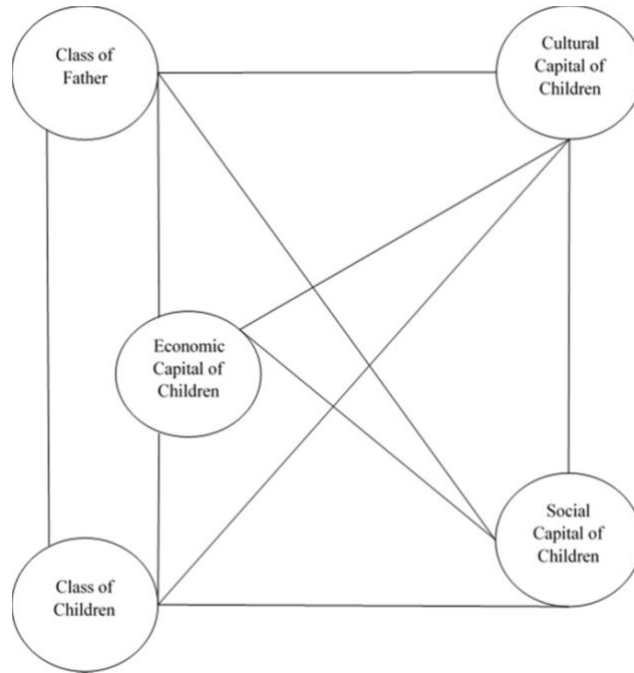 Class of
Father
Cultural
Capital of
Children
Economic
Capital of
Children
Class of
Children
Social
Capital of
Children